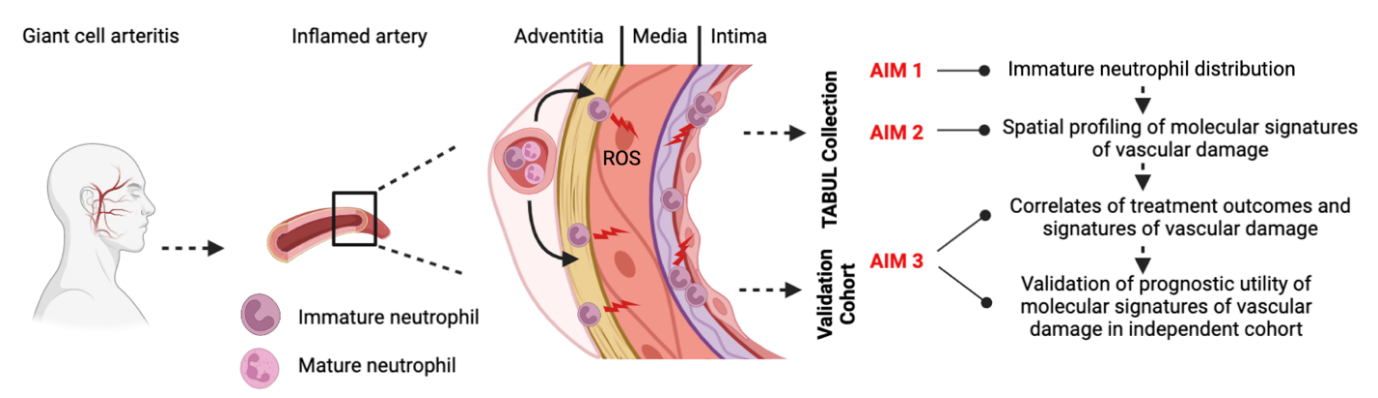 Giant cell arteritis
Inflamed artery
Adventitia
Media
Intima
ROS
Immature neutrophil
Mature neutrophil
TABUL Collection
Validation
Cohort
AIM 1
Immature neutrophil distribution
AIM 2
Spatial profiling of molecular signatures
of vascular damage
AIM 3
Correlates of treatment outcomes and
signatures of vascular damage
Validation of prognostic utility of
molecular signatures of vascular
damage in independent cohort